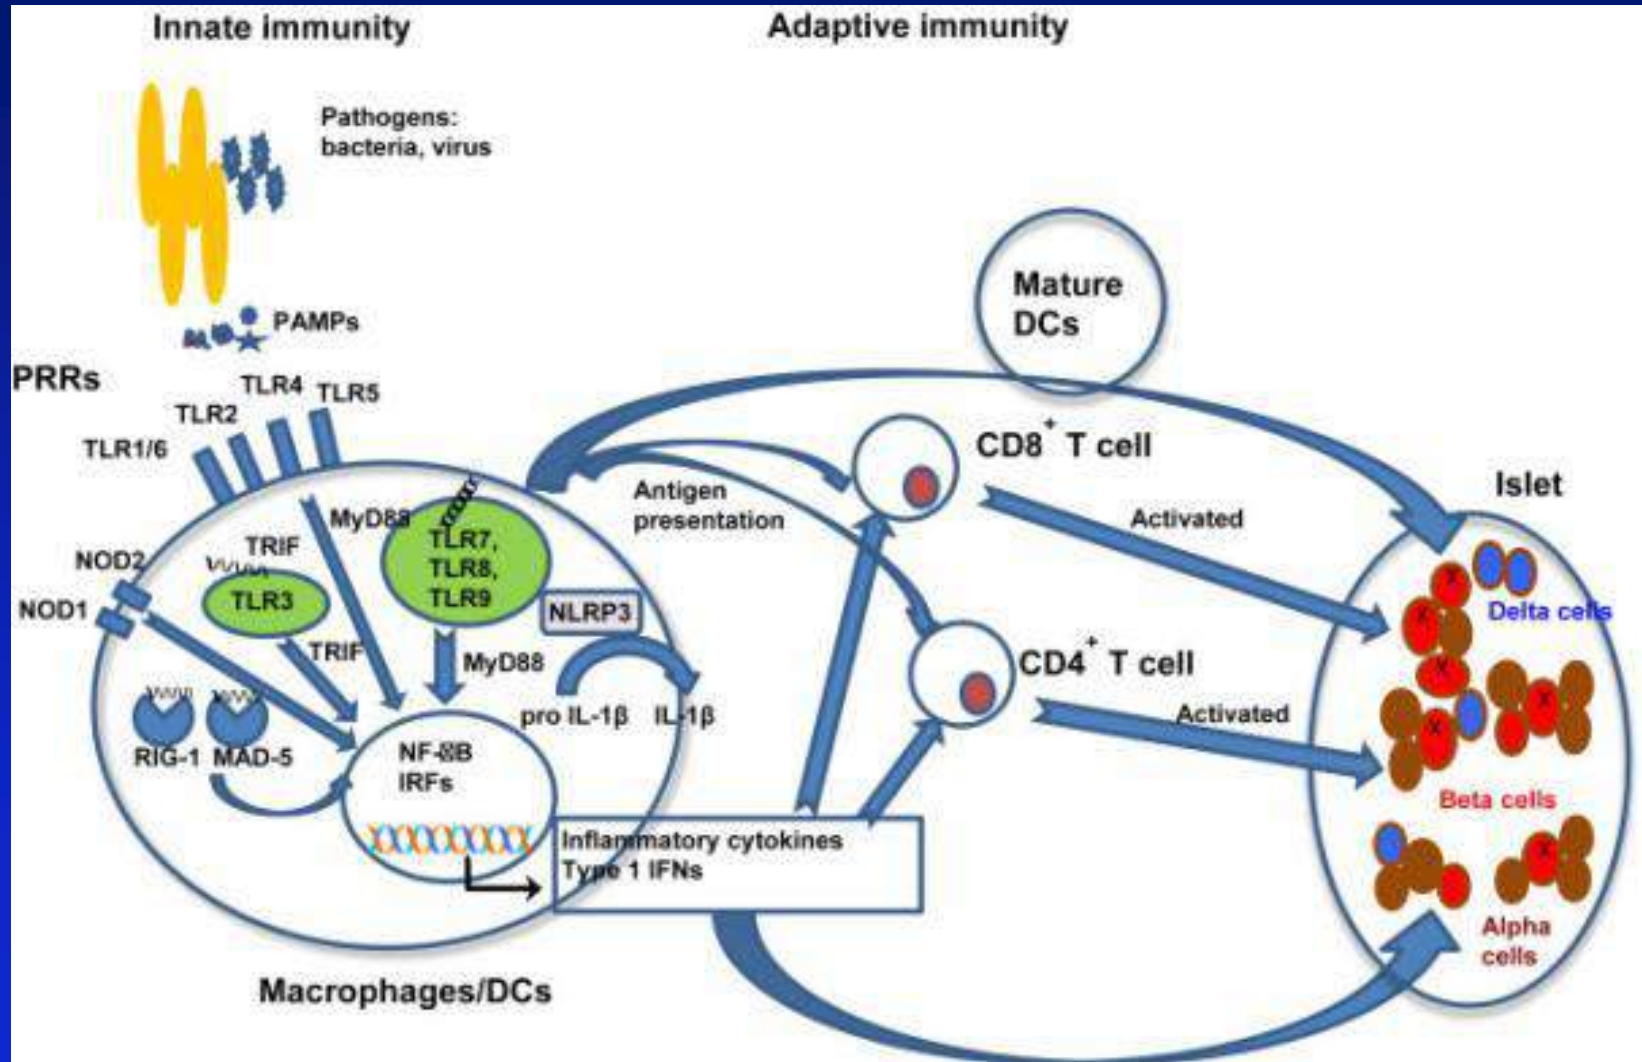 Innate immunity
Adaptive immunity
Pathogens:
bacteria, virus
PAMPs
PRRs
TLR4
TLR5
TLR2
TLR1/6
Mature
DCs
CD8+ T cell
Antigen
presentation
Activated
Islet
MyD88
TRIF
TLR7,
TLR8,
TLR9
NOD2
NOD1
TLR3
NLRP3
Delta cells
TRIF
MyD88
CD4+ T cell
pro IL-1β
IL-1β
Activated
RIG-1
MAD-5
NF-☒B
IRFs
X
X
X
X
X
Beta cells
Inflammatory cytokines
Type 1 IFNs
X
Alpha
cells
Macrophages/DCs